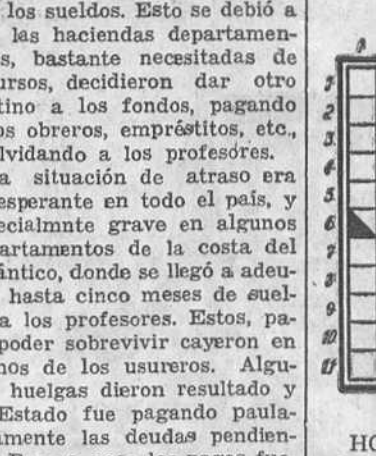 los sueldos. Esto se debió a
las haciendas departamen-
s, bastante necesitadas de
ursos, decidieron dar otro
tino a los fondos, pagando
os obreros, empréstitos, etc.,
lvidando a los profesores.
a situación de atraso era
esperante en todo el país, y
ecialmnte grave en algunos
artamentos de la costa del
ántico, donde se llegó a adeu-
hasta cinco meses de suel-
a los profesores. Estos, pa-
poder sobrevivir cayeron en
nos de los usureros. Algu-
huelgas dieron resultado y
Estado fue pagando paula-
amente las deudas pendien-
1
2
3
4
5
6
7
8
9
10
11
HO